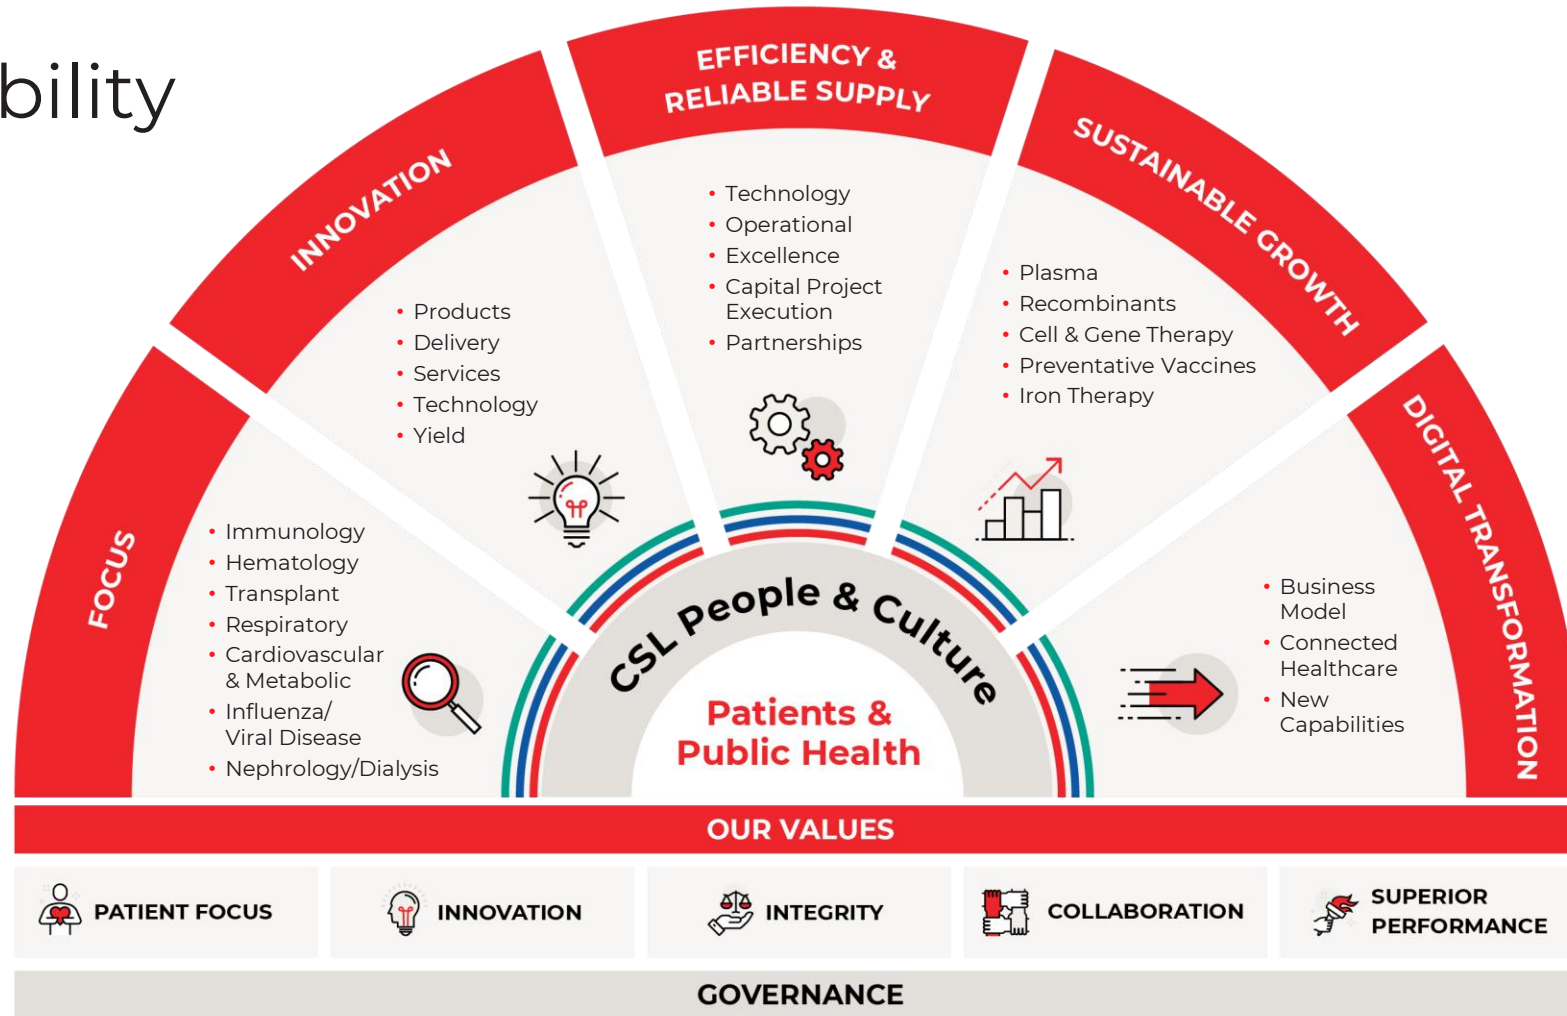 bility
FOCUS
Immunology
Hematology
Transplant
Respiratory
Cardiovascular
& Metabolic
Influenza/
Viral Disease
Nephrology/Dialysis
INNOVATION
Products
Delivery
Services
Technology
Yield
EFFICIENCY &
RELIABLE SUPPLY
Technology
Operational
Excellence
Capital Project
Execution
Partnerships
SUSTAINABLE GROWTH
Plasma
Recombinants
Cell & Gene Therapy
Preventative Vaccines
Iron Therapy
DIGITAL TRANSFORMATION
Business
Model
Connected
Healthcare
New
Capabilities
CSL People & Culture
Patients &
Public Health
OUR VALUES
PATIENT FOCUS
INNOVATION
INTEGRITY
COLLABORATION
SUPERIOR
PERFORMANCE
GOVERNANCE